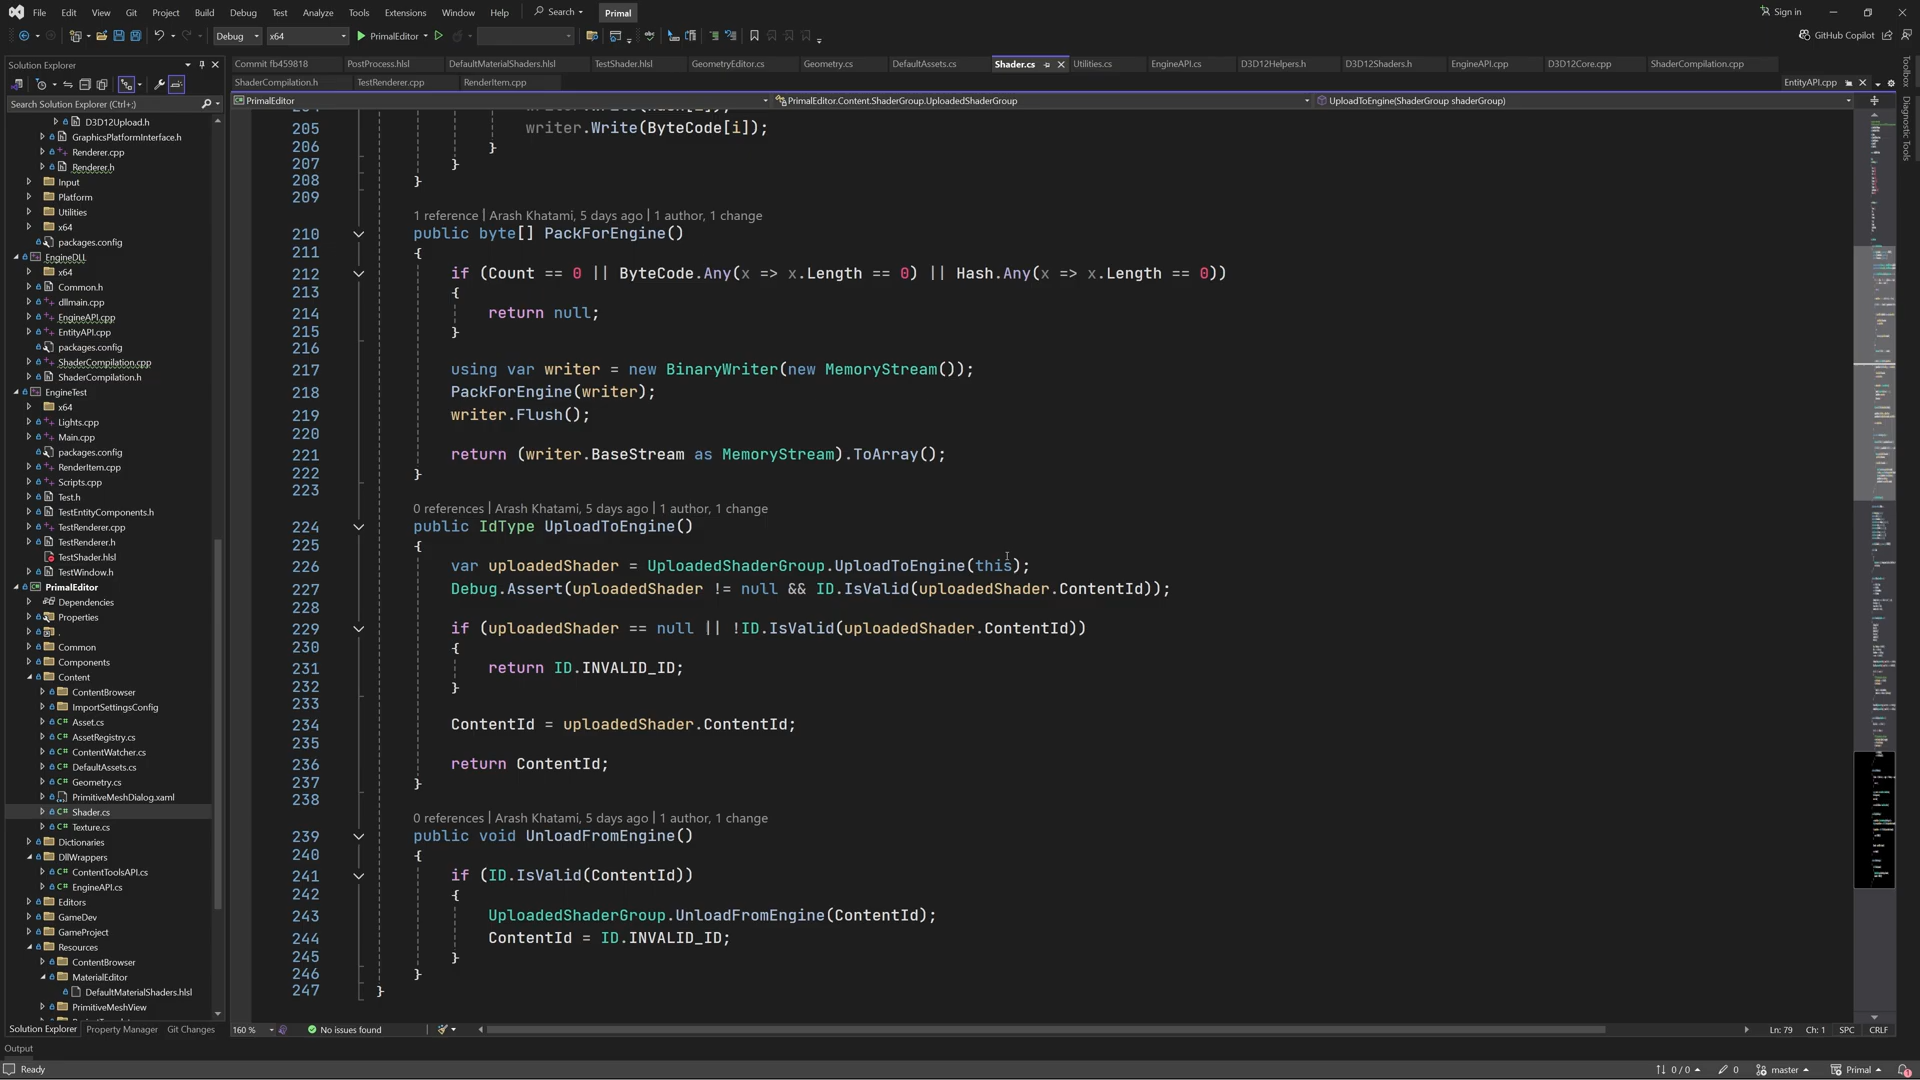 File Edit View Git Project Build Debug Test Analyze Tools Extensions Window Help Search Primal Sign in
Debug x64 PrimalEditor GitHub Copilot
Solution Explorer
Search Solution Explorer (Ctrl+;)
D3D12Upload.h
GraphicsPlatformInterface.h
Renderer.cpp
Renderer.h
Input
Platform
Utilities
x64
packages.config
EngineDLL
x64
Common.h
dllmain.cpp
EngineAPI.cpp
EntityAPI.cpp
packages.config
ShaderCompilation.cpp
ShaderCompilation.h
EngineTest
x64
Lights.cpp
Main.cpp
packages.config
RenderItem.cpp
Scripts.cpp
Test.h
TestEntityComponents.h
TestRenderer.cpp
TestRenderer.h
TestShader.hlsl
TestWindow.h
PrimalEditor
Dependencies
Properties
.
Common
Components
Content
ContentBrowser
ImportSettingsConfig
Asset.cs
AssetRegistry.cs
ContentWatcher.cs
DefaultAssets.cs
Geometry.cs
PrimitiveMeshDialog.xaml
Shader.cs
Texture.cs
Dictionaries
DllWrappers
ContentToolsAPI.cs
EngineAPI.cs
Editors
GameDev
GameProject
Resources
ContentBrowser
MaterialEditor
DefaultMaterialShaders.hlsl
PrimitiveMeshView
Solution Explorer Property Manager Git Changes
Commit fb459818 PostProcess.hlsl DefaultMaterialShaders.hlsl TestShader.hlsl GeometryEditor.cs Geometry.cs DefaultAssets.cs Shader.cs Utilities.cs EngineAPI.cs D3D12Helpers.h D3D12Shaders.h EngineAPI.cpp D3D12Core.cpp ShaderCompilation.cpp
ShaderCompilation.h TestRenderer.cpp RenderItem.cpp EntityAPI.cpp
PrimalEditor PrimalEditor.Content.ShaderGroup.UploadedShaderGroup UploadToEngine(ShaderGroup shaderGroup)
205 writer.Write(ByteCode[i]);
206 }
207 }
208 }
209
1 reference | Arash Khatami, 5 days ago | 1 author, 1 change
210 public byte[] PackForEngine()
211 {
212 if (Count == 0 || ByteCode.Any(x => x.Length == 0) || Hash.Any(x => x.Length == 0))
213 {
214 return null;
215 }
216
217 using var writer = new BinaryWriter(new MemoryStream());
218 PackForEngine(writer);
219 writer.Flush();
220
221 return (writer.BaseStream as MemoryStream).ToArray();
222 }
223
0 references | Arash Khatami, 5 days ago | 1 author, 1 change
224 public IdType UploadToEngine()
225 {
226 var uploadedShader = UploadedShaderGroup.UploadToEngine(this);
227 Debug.Assert(uploadedShader != null && ID.IsValid(uploadedShader.ContentId));
228
229 if (uploadedShader == null || !ID.IsValid(uploadedShader.ContentId))
230 {
231 return ID.INVALID_ID;
232 }
233
234 ContentId = uploadedShader.ContentId;
235
236 return ContentId;
237 }
238
0 references | Arash Khatami, 5 days ago | 1 author, 1 change
239 public void UnloadFromEngine()
240 {
241 if (ID.IsValid(ContentId))
242 {
243 UploadedShaderGroup.UnloadFromEngine(ContentId);
244 ContentId = ID.INVALID_ID;
245 }
246 }
247 }
Toolbox
Diagnostic Tools
160 % No issues found Ln: 79 Ch: 1 SPC CRLF
Output
Ready 0 / 0 0 master Primal 1